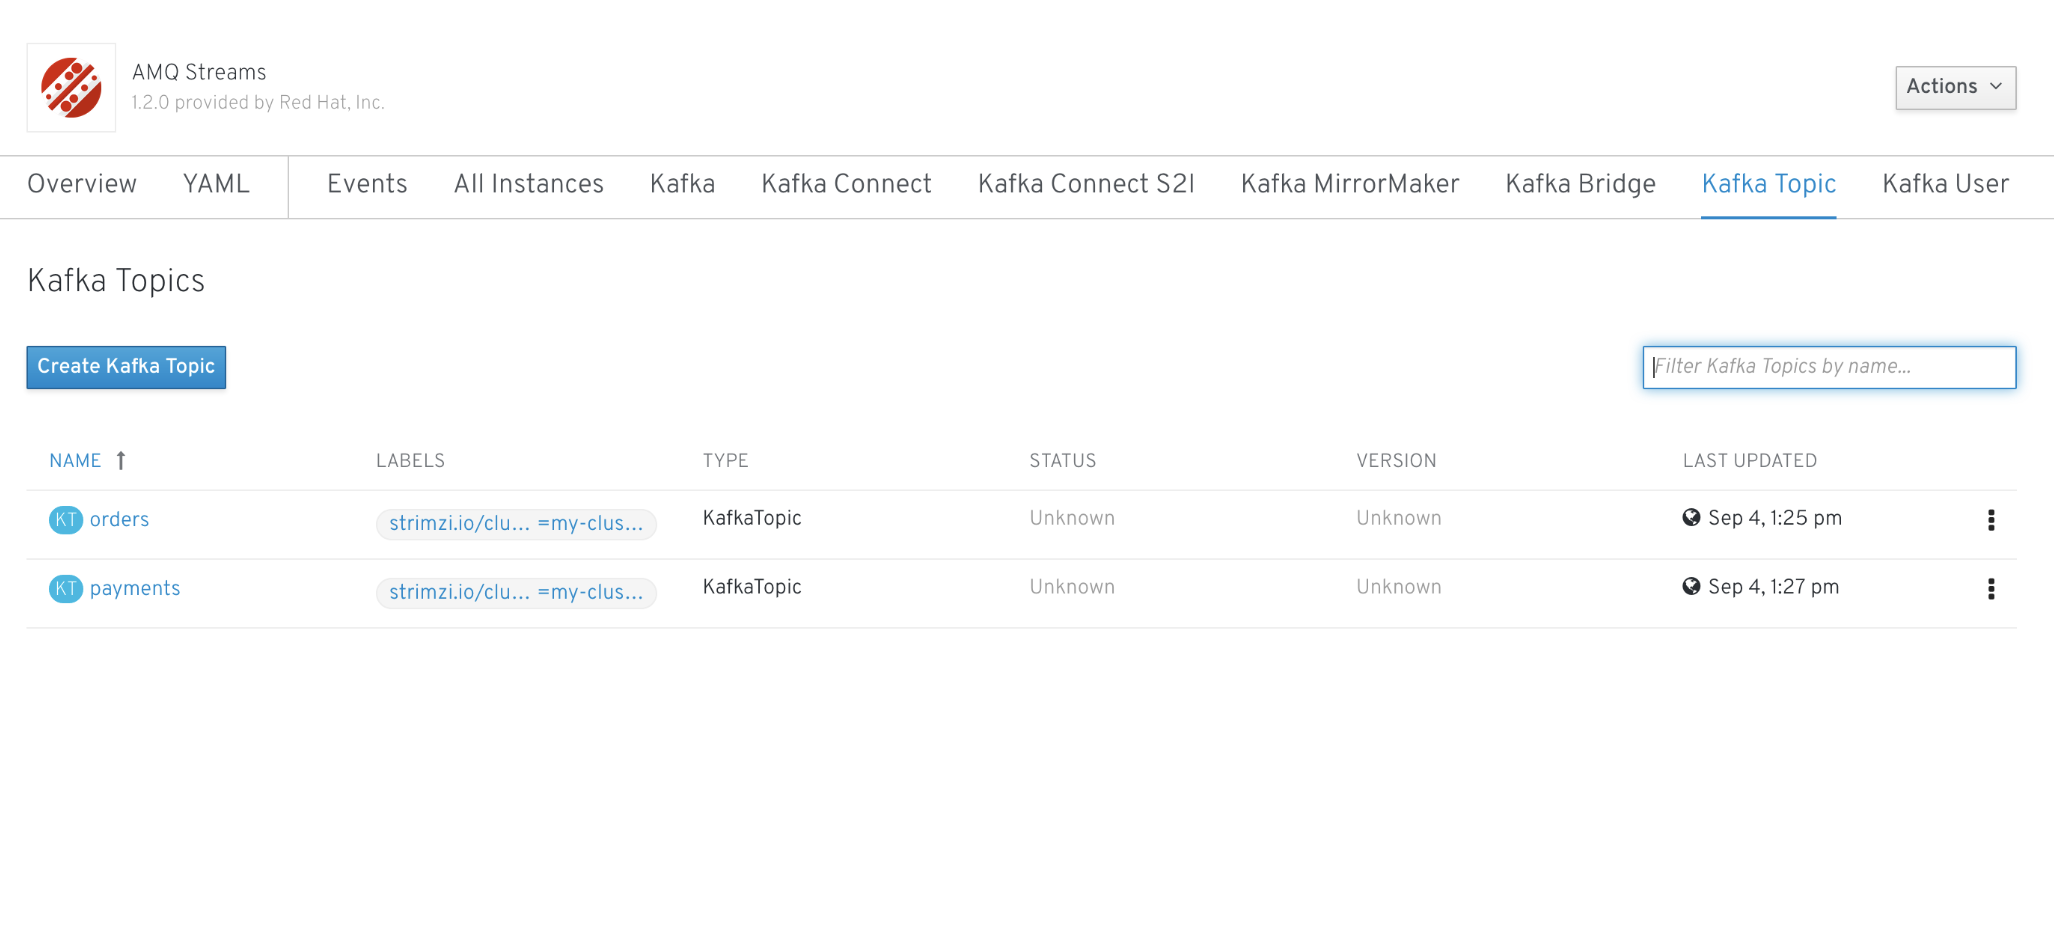 AMQ Streams
1.2.0 provided by Red Hat, Inc.
Actions
Overview YAML Events All Instances Kafka Kafka Connect Kafka Connect S2I Kafka MirrorMaker Kafka Bridge Kafka Topic Kafka User
Kafka Topics
Create Kafka Topic Filter Kafka Topics by name...
NAME LABELS TYPE STATUS VERSION LAST UPDATED
KT orders strimzi.io/clu... =my-clus... KafkaTopic Unknown Unknown Sep 4, 1:25 pm
KT payments strimzi.io/clu... =my-clus... KafkaTopic Unknown Unknown Sep 4, 1:27 pm